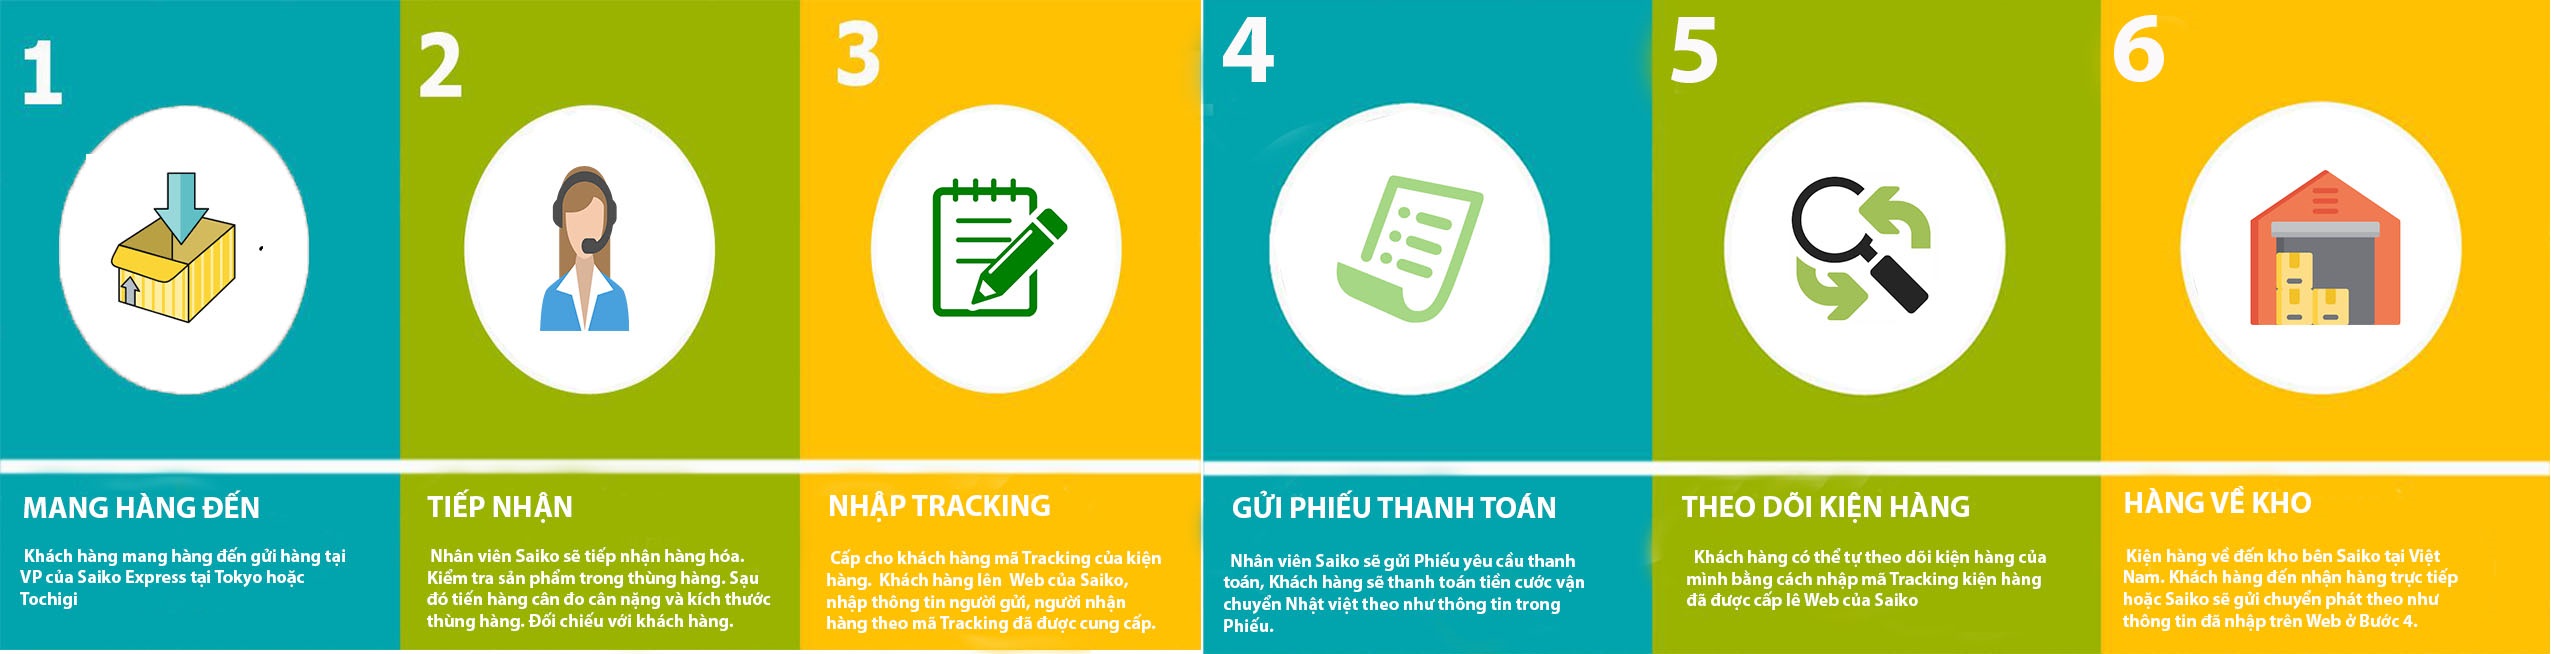 1
MANG HÀNG ĐẾN
Khách hàng mang hàng đến gửi hàng tại
VP của Saiko Express tại Tokyo hoặc
Tochigi
2
TIẾP NHẬN
Nhân viên Saiko sẽ tiếp nhận hàng hóa.
Kiểm tra sản phẩm trong thùng hàng. Sau
đó tiến hàng cân đo cân nặng và kích thước
thùng hàng. Đối chiếu với khách hàng.
3
NHẬP TRACKING
Cấp cho khách hàng mã Tracking của kiện
hàng. Khách hàng lên Web của Saiko,
nhập thông tin người gửi, người nhận
hàng theo mã Tracking đã được cung cấp.
4
GỬI PHIẾU THANH TOÁN
Nhân viên Saiko sẽ gửi Phiếu yêu cầu thanh
toán, Khách hàng sẽ thanh toán tiền cước vận
chuyển Nhật việt theo như thông tin trong
Phiếu.
5
THEO DÕI KIỆN HÀNG
Khách hàng có thể tự theo dõi kiện hàng của
mình bằng cách nhập mã Tracking kiện hàng
đã được cấp lê Web của Saiko
6
HÀNG VỀ KHO
Kiện hàng về đến kho bên Saiko tại Việt
Nam. Khách hàng đến nhận hàng trực tiếp
hoặc Saiko sẽ gửi chuyển phát theo như
thông tin đã nhập trên Web ở Bước 4.